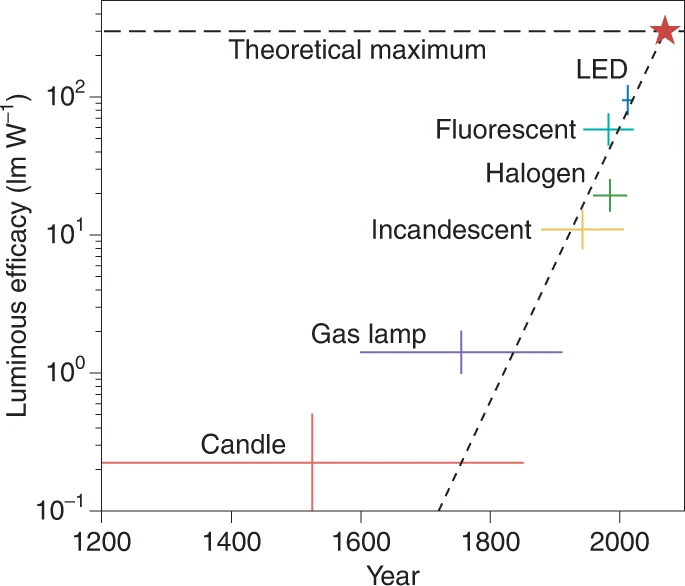 Theoretical maximum
LED
Fluorescent
Halogen
Incandescent
Gas lamp
Candle
Luminous efficacy (lm W⁻¹)
10²
10¹
10⁰
10⁻¹
1200 1400 1600 1800 2000
Year